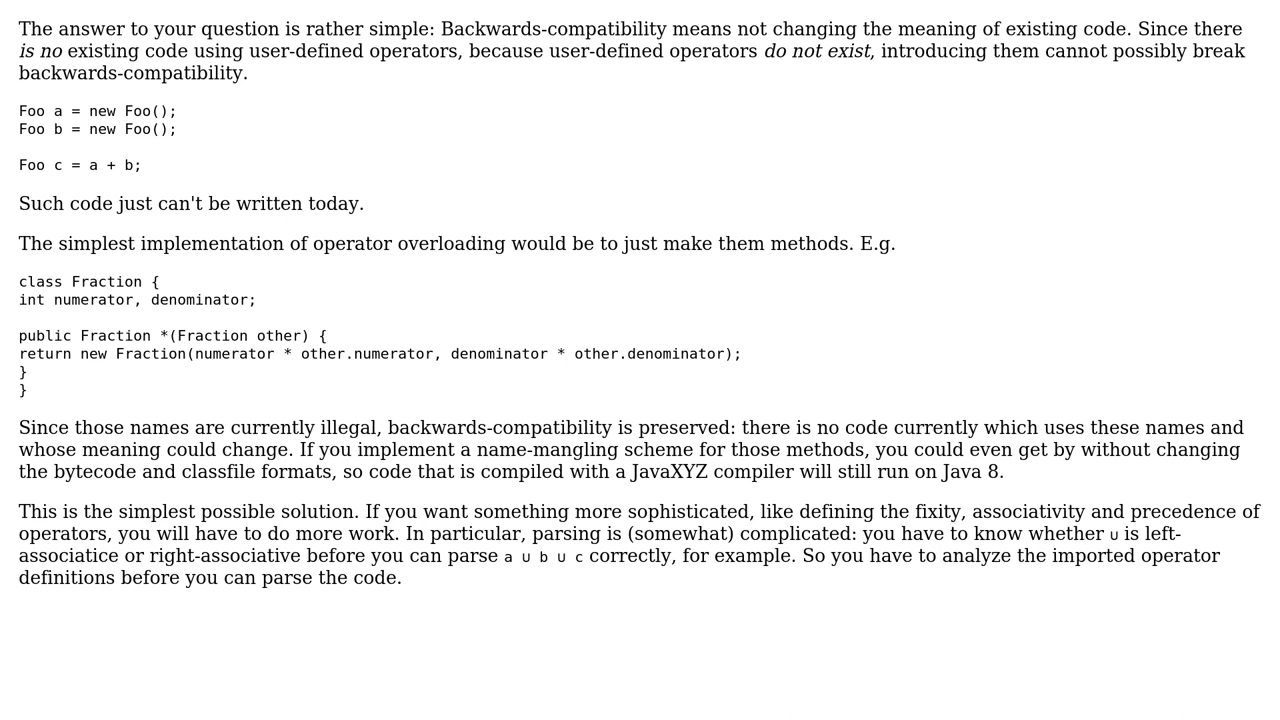 The answer to your question is rather simple: Backwards-compatibility means not changing the meaning of existing code. Since there
is no existing code using user-defined operators, because user-defined operators do not exist, introducing them cannot possibly break
backwards-compatibility.
Foo a = new Foo();
Foo b = new Foo();
Foo c = a + b;
Such code just can't be written today.
The simplest implementation of operator overloading would be to just make them methods. E.g.
class Fraction {
int numerator, denominator;
public Fraction *(Fraction other) {
return new Fraction(numerator * other.numerator, denominator * other.denominator);
}
}
Since those names are currently illegal, backwards-compatibility is preserved: there is no code currently which uses these names and
whose meaning could change. If you implement a name-mangling scheme for those methods, you could even get by without changing
the bytecode and classfile formats, so code that is compiled with a JavaXYZ compiler will still run on Java 8.
This is the simplest possible solution. If you want something more sophisticated, like defining the fixity, associativity and precedence of
operators, you will have to do more work. In particular, parsing is (somewhat) complicated: you have to know whether ∪ is left-
associatice or right-associative before you can parse a ∪ b ∪ c correctly, for example. So you have to analyze the imported operator
definitions before you can parse the code.